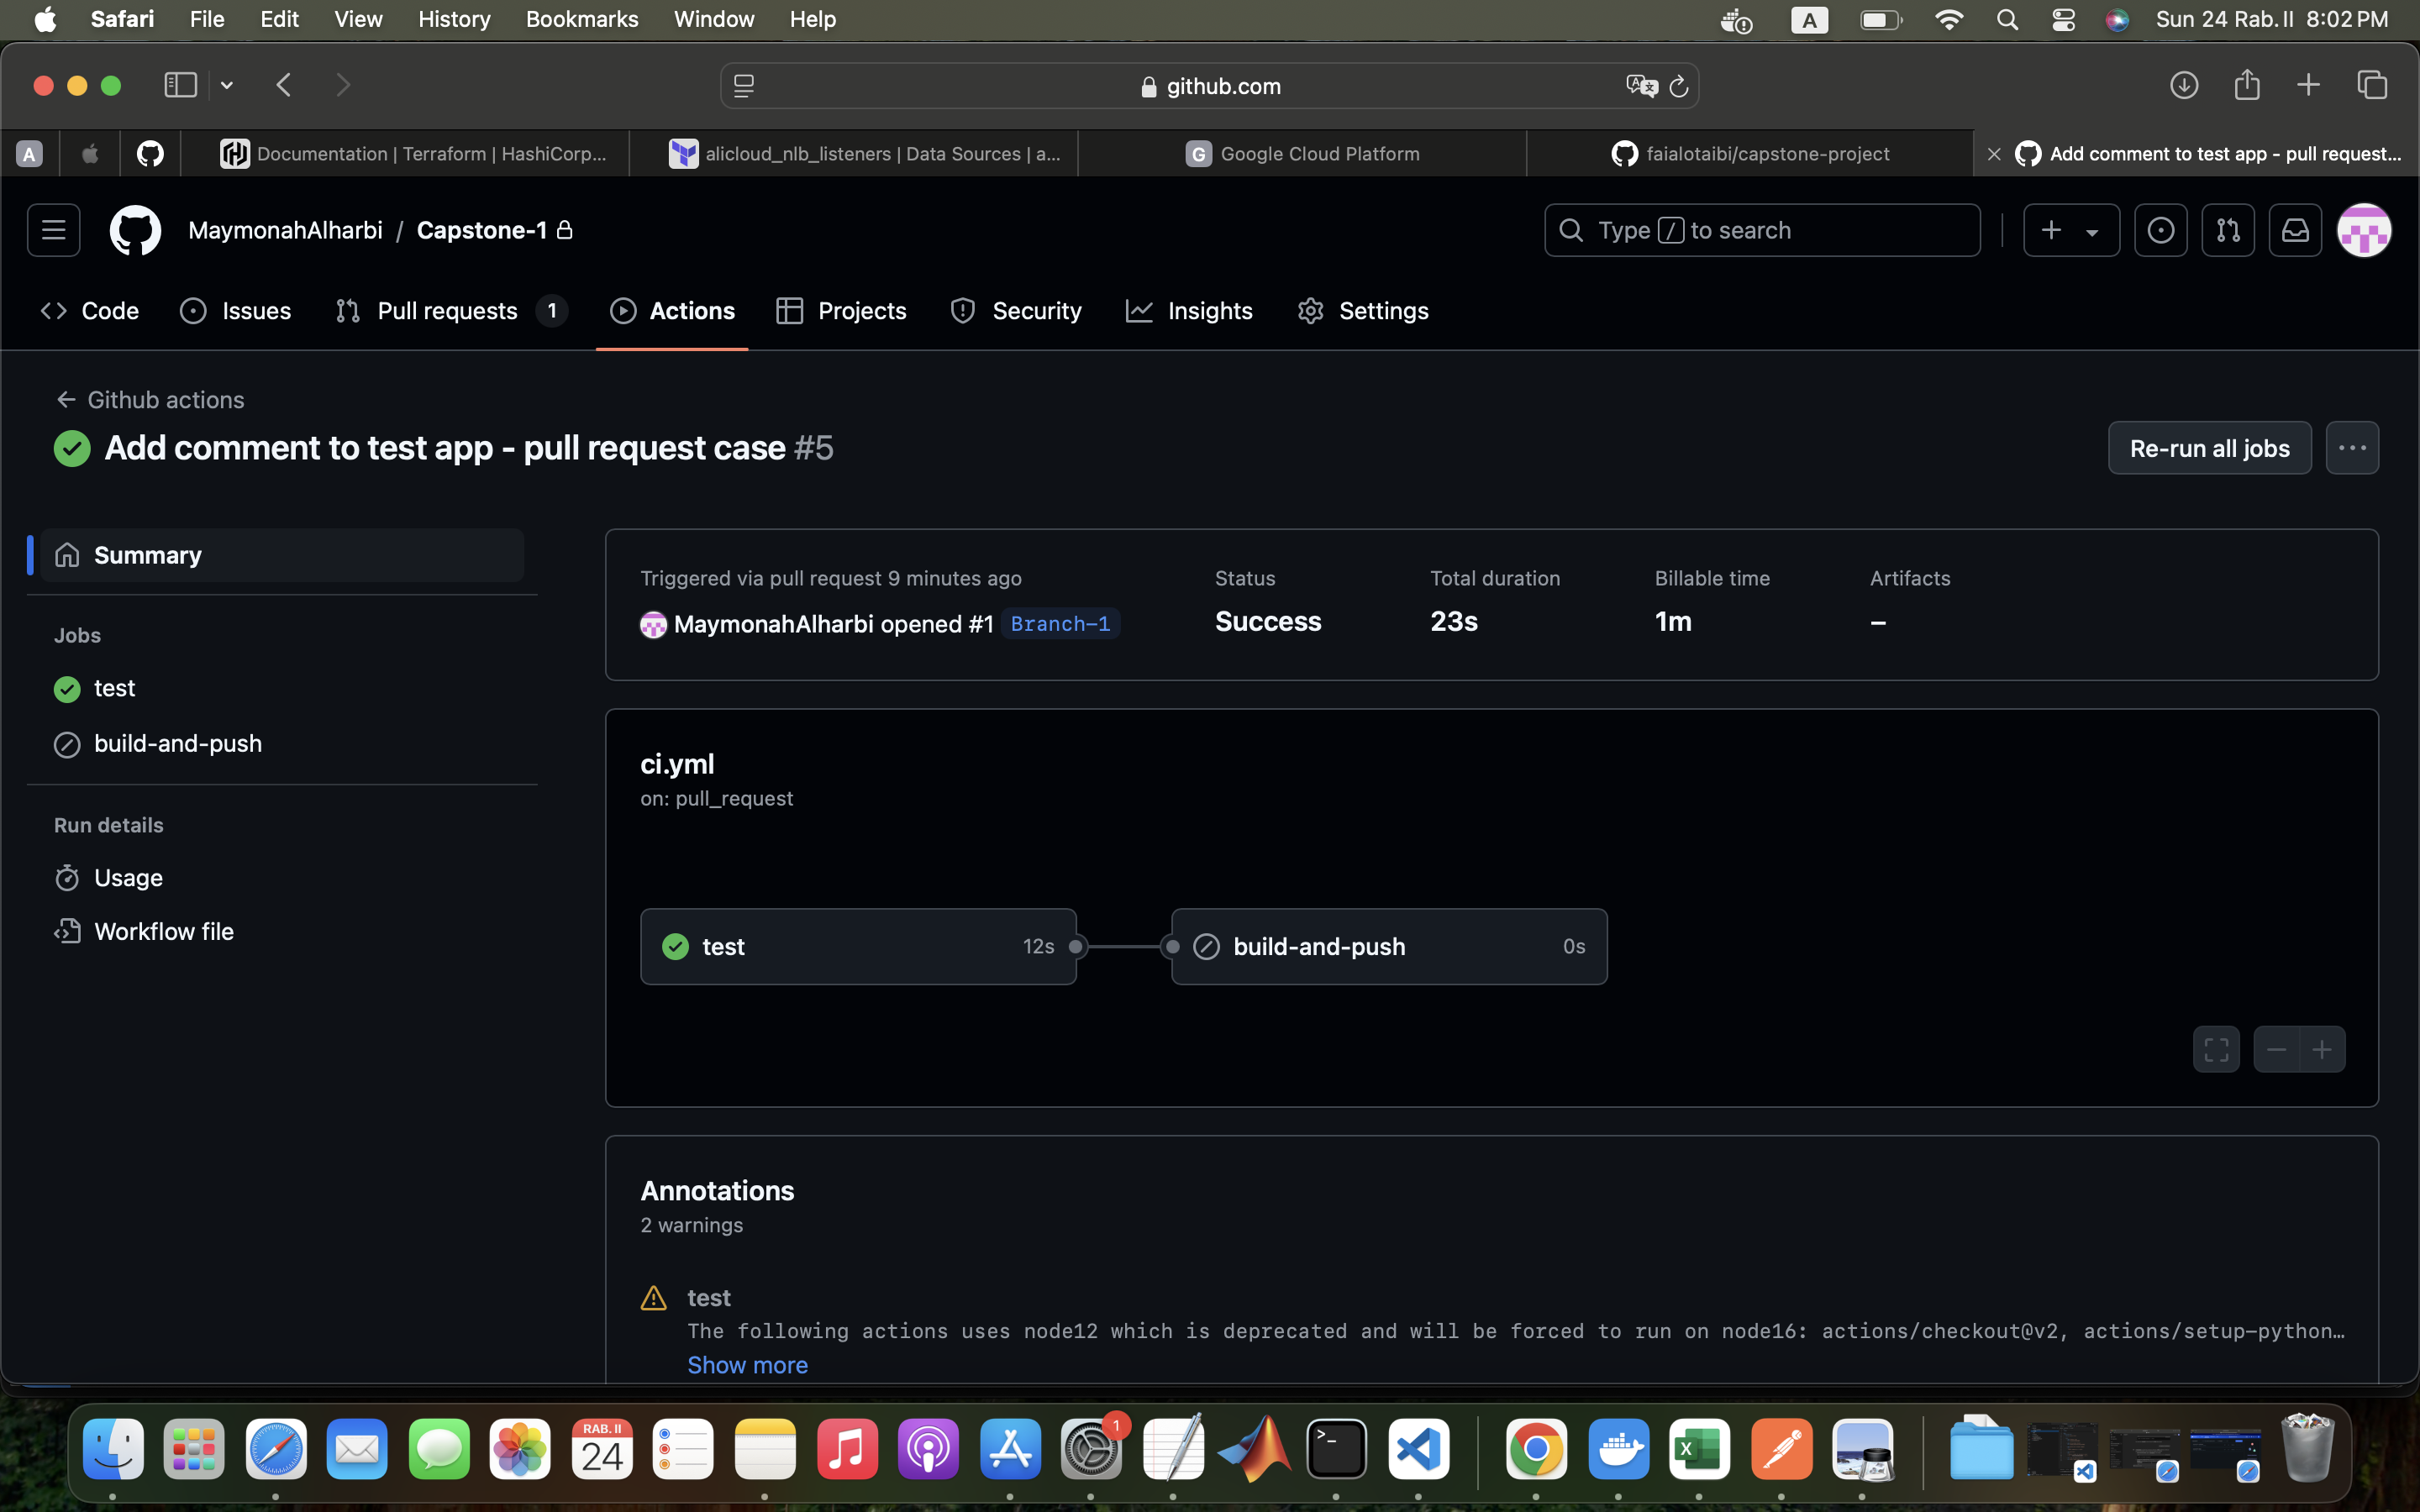 Safari File Edit View History Bookmarks Window Help A Sun 24 Rab. II 8:02 PM
github.com
A Documentation | Terraform | HashiCorp... alicloud_nlb_listeners | Data Sources | a... G Google Cloud Platform faialotaibi/capstone-project Add comment to test app - pull request...
MaymonahAlharbi / Capstone-1 Type / to search
Code Issues Pull requests 1 Actions Projects Security Insights Settings
← Github actions
Add comment to test app - pull request case #5
Re-run all jobs
Summary
Jobs
test
build-and-push
Run details
Usage
Workflow file
Triggered via pull request 9 minutes ago Status Total duration Billable time Artifacts
MaymonahAlharbi opened #1 Branch-1 Success 23s 1m –
ci.yml
on: pull_request
test 12s build-and-push 0s
Annotations
2 warnings
test
The following actions uses node12 which is deprecated and will be forced to run on node16: actions/checkout@v2, actions/setup-python...
Show more
RAB. II
24
1